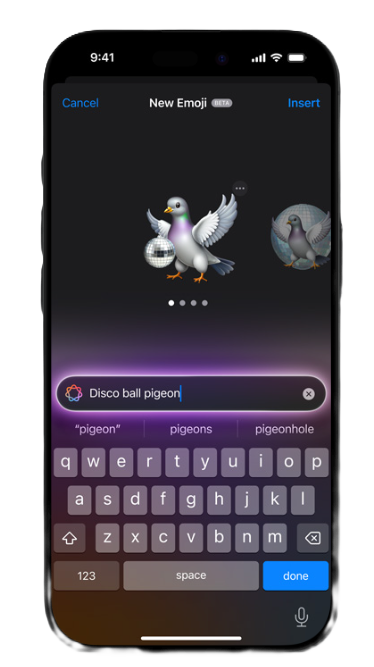 9:41
Cancel New Emoji BETA Insert
Disco ball pigeon
“pigeon” pigeons pigeonhole
q w e r t y u i o p
a s d f g h j k l
z x c v b n m
123 space done